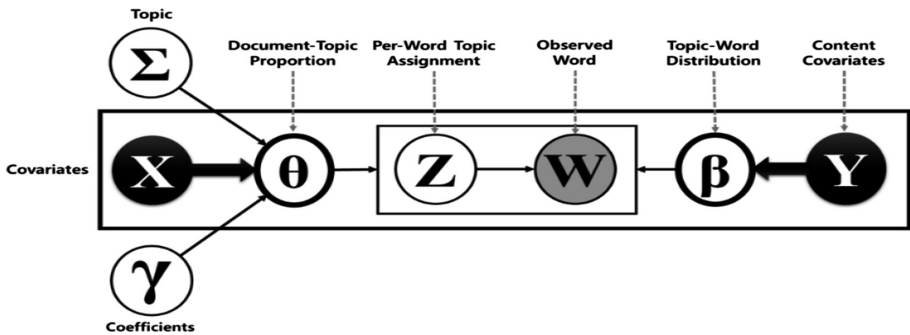 Topic
Σ
Document-Topic
Proportion
Per-Word Topic
Assignment
Observed
Word
Topic-Word
Distribution
Content
Covariates
Covariates
X
θ
Z
W
β
Y
γ
Coefficients